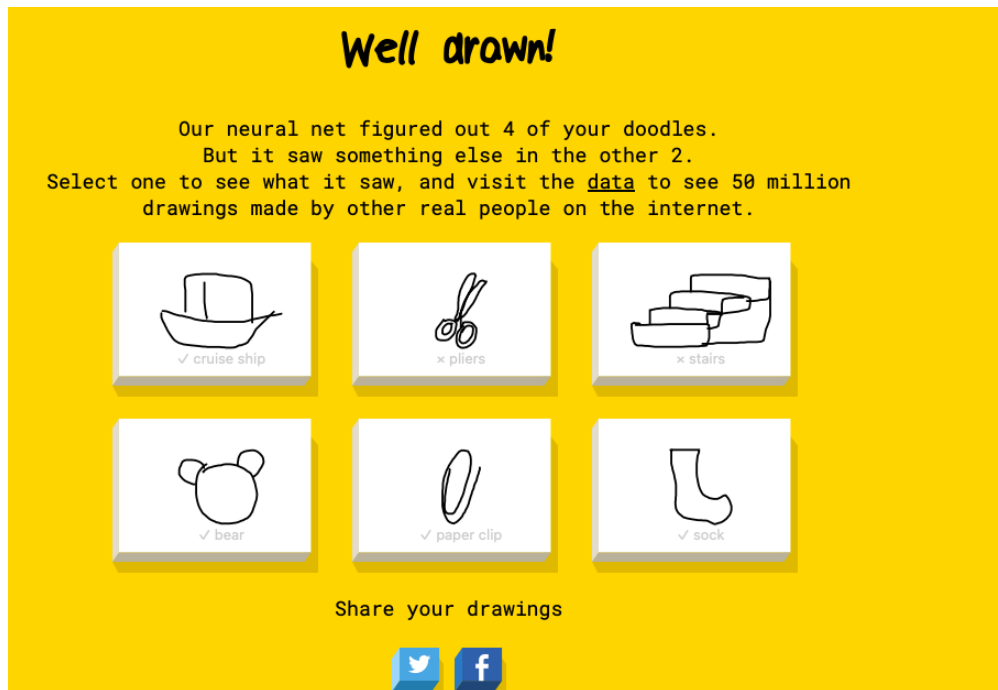 Well drawn!
Our neural net figured out 4 of your doodles.
But it saw something else in the other 2.
Select one to see what it saw, and visit the data to see 50 million
drawings made by other real people on the internet.
✓ cruise ship
× pliers
× stairs
✓ bear
✓ paper clip
✓ sock
Share your drawings